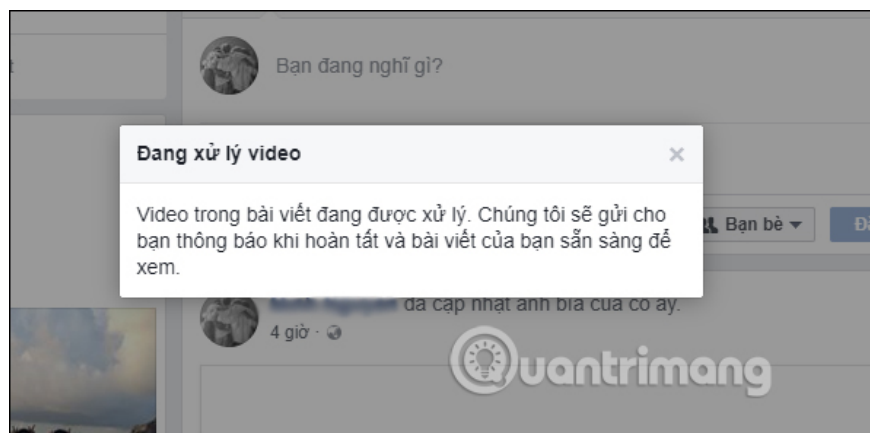 Bạn đang nghĩ gì?
Đang xử lý video
Video trong bài viết đang được xử lý. Chúng tôi sẽ gửi cho
bạn thông báo khi hoàn tất và bài viết của bạn sẵn sàng để
xem.
Bạn bè
đã cập nhật ảnh bìa của cô ấy.
4 giờ
Quantrimang